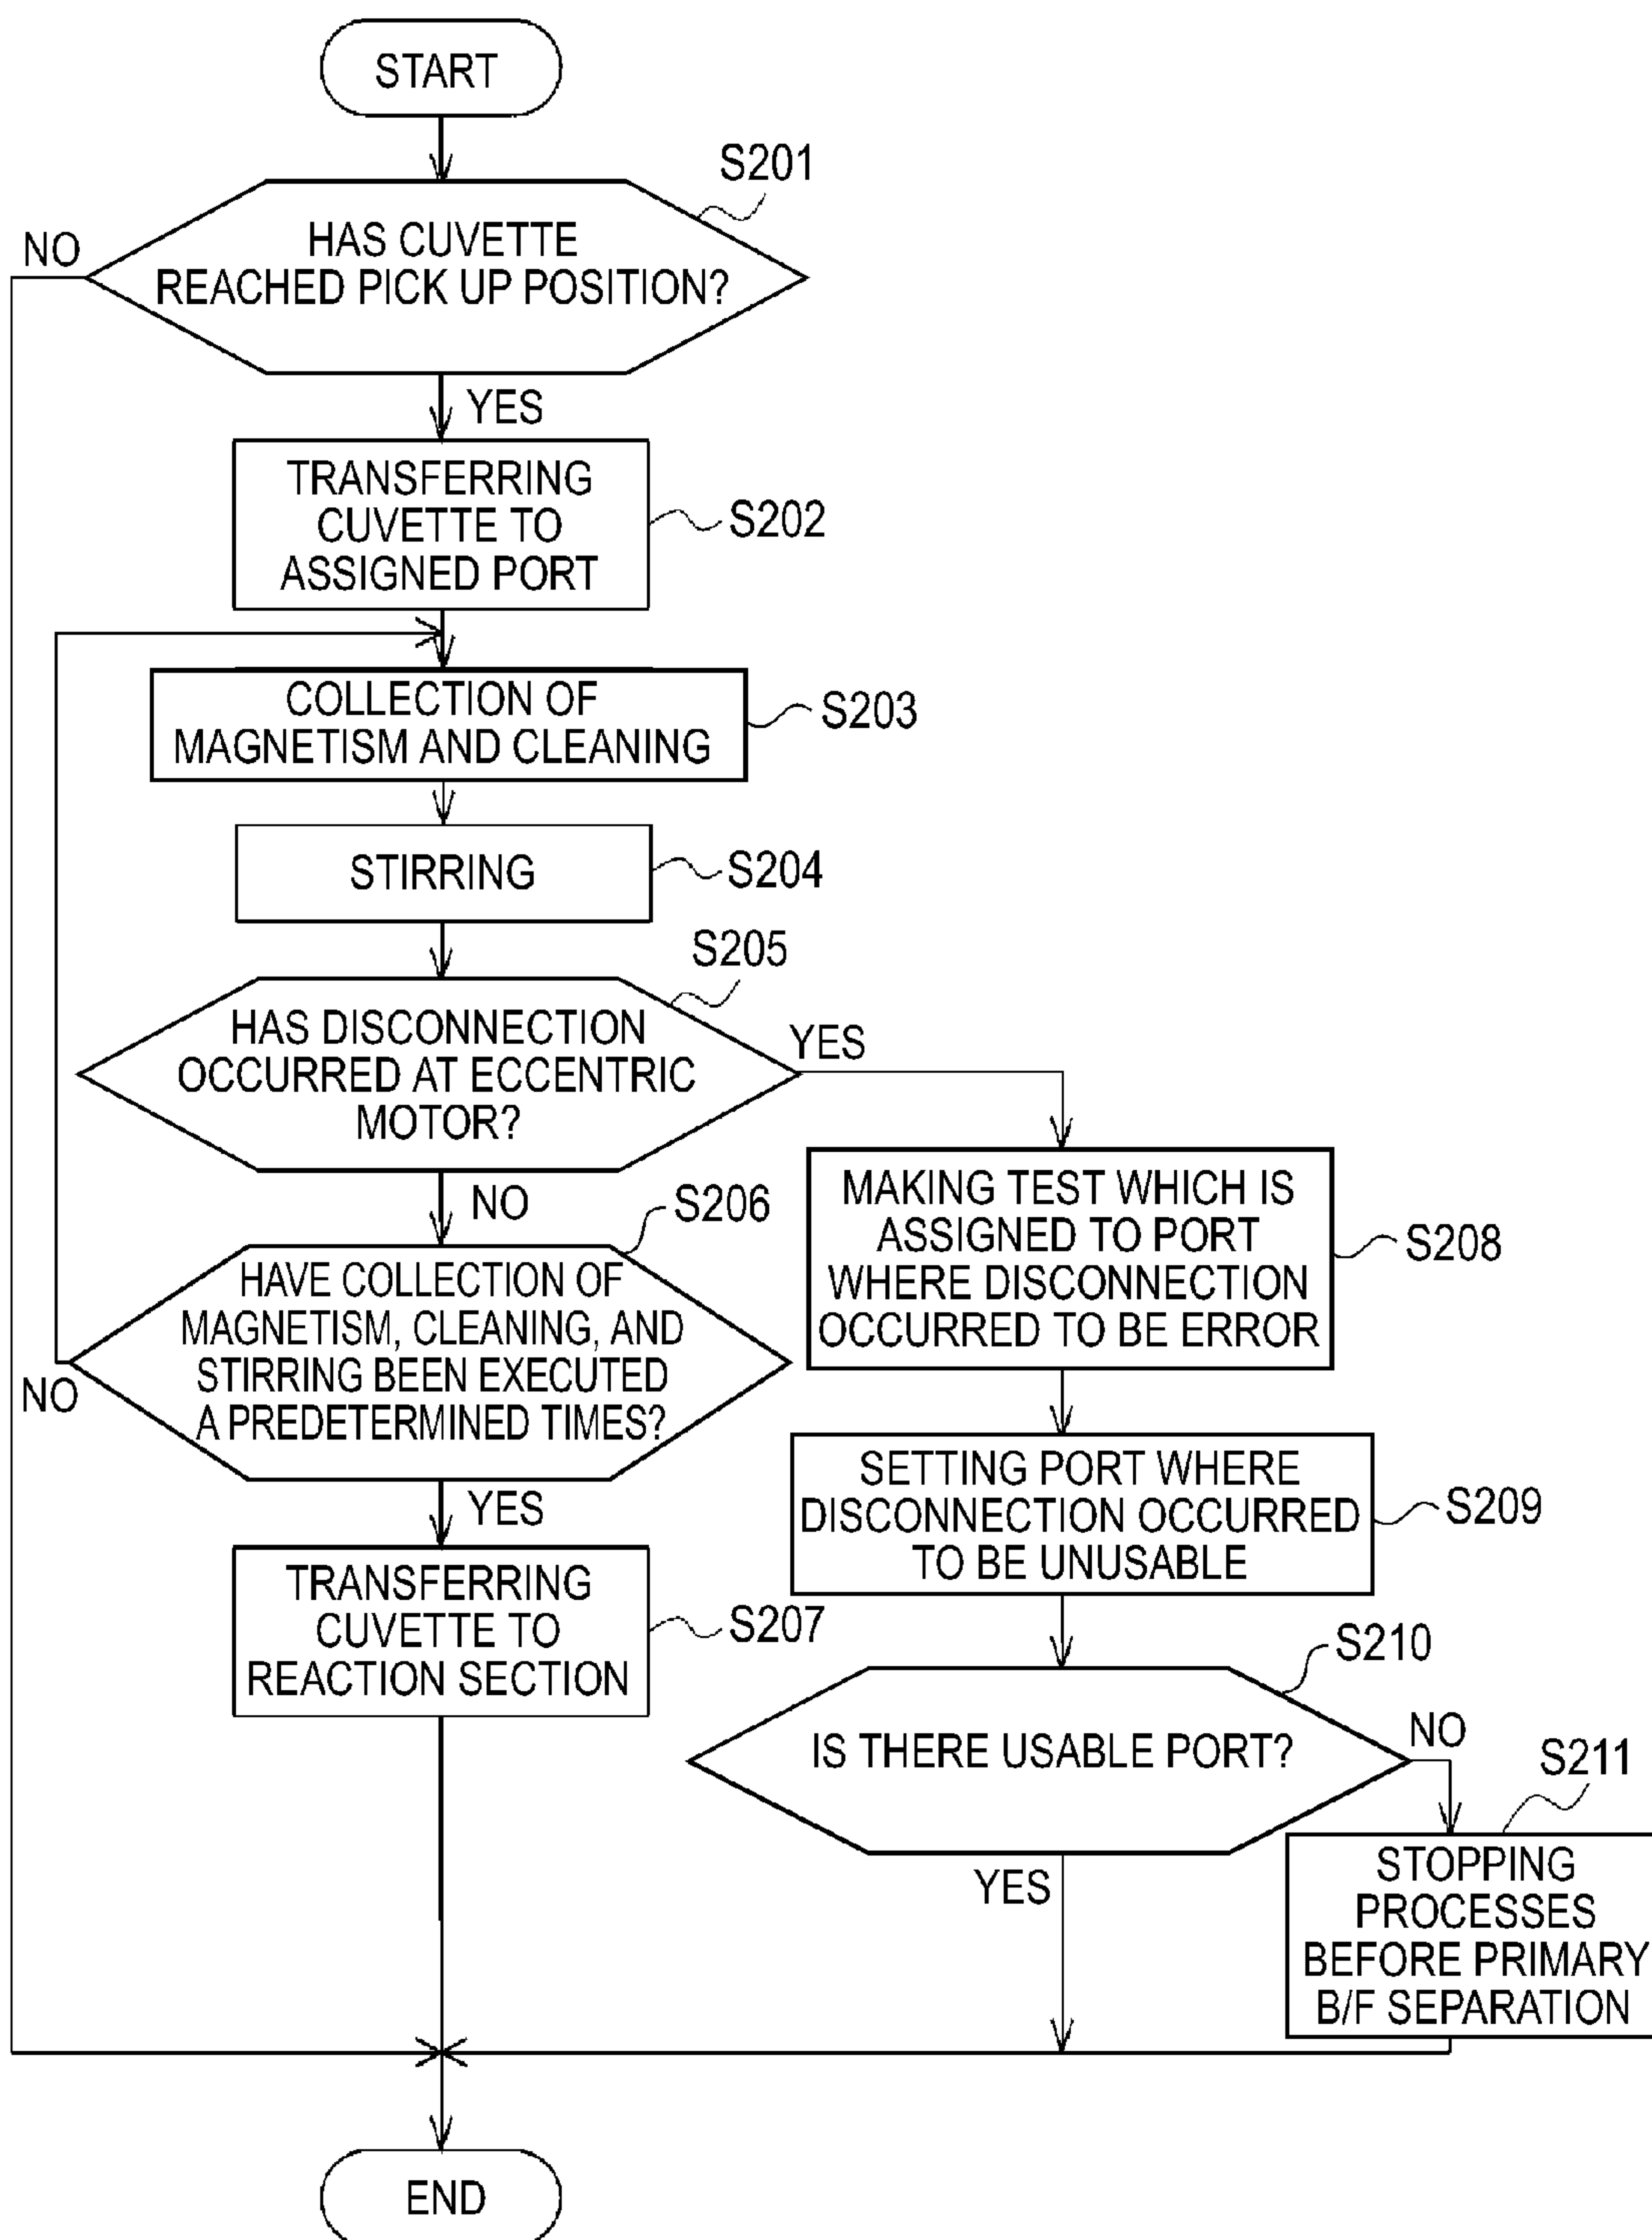 START
S201
NO
HAS CUVETTE
REACHED PICK UP POSITION?
YES
TRANSFERRING
CUVETTE TO
ASSIGNED PORT
S202
COLLECTION OF
MAGNETISM AND CLEANING
S203
STIRRING
S204
S205
HAS DISCONNECTION
OCCURRED AT ECCENTRIC
MOTOR?
YES
NO
S206
HAVE COLLECTION OF
MAGNETISM, CLEANING, AND
STIRRING BEEN EXECUTED
A PREDETERMINED TIMES?
NO
YES
TRANSFERRING
CUVETTE TO
REACTION SECTION
S207
MAKING TEST WHICH IS
ASSIGNED TO PORT
WHERE DISCONNECTION
OCCURRED TO BE ERROR
S208
SETTING PORT WHERE
DISCONNECTION OCCURRED
TO BE UNUSABLE
S209
S210
IS THERE USABLE PORT?
NO
YES
S211
STOPPING
PROCESSES
BEFORE PRIMARY
B/F SEPARATION
END